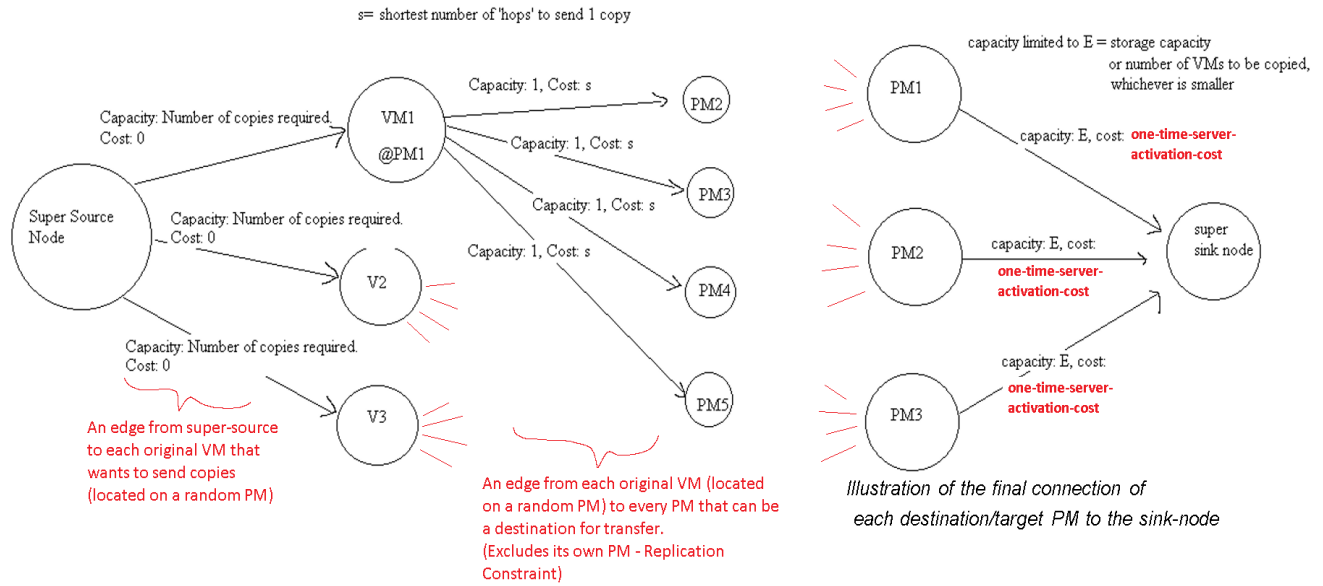 s= shortest number of 'hops' to send 1 copy
Capacity: Number of copies required.
Cost: 0
Super Source
Node
VM1
@PM1
Capacity: 1, Cost: s
PM2
Capacity: 1, Cost: s
PM3
Capacity: 1, Cost: s
PM4
Capacity: 1, Cost: s
PM5
Capacity: Number of copies required.
Cost: 0
V2
Capacity: Number of copies required.
Cost: 0
V3
An edge from super-source
to each original VM that
wants to send copies
(located on a random PM)
An edge from each original VM (located
on a random PM) to every PM that can be
a destination for transfer.
(Excludes its own PM - Replication
Constraint)
capacity limited to E = storage capacity
or number of VMs to be copied,
whichever is smaller
PM1
capacity: E, cost: one-time-server-
activation-cost
PM2
capacity: E, cost:
one-time-server-
activation-cost
super
sink node
PM3
capacity: E, cost:
one-time-server-
activation-cost
Illustration of the final connection of
each destination/target PM to the sink-node